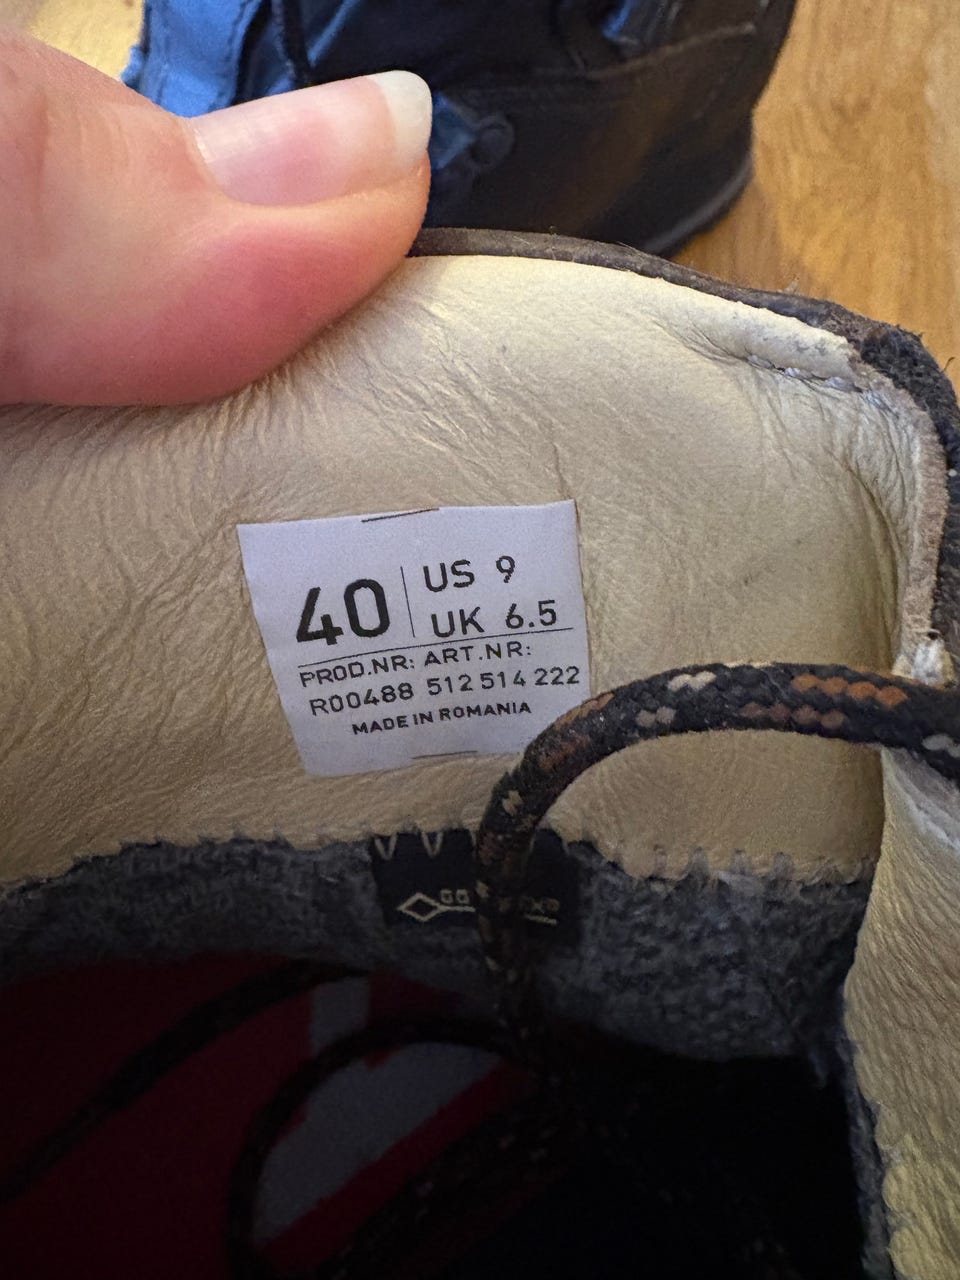 40
US 9
UK 6.5
PROD.NR: ART.NR:
R00488 512 514 222
MADE IN ROMANIA